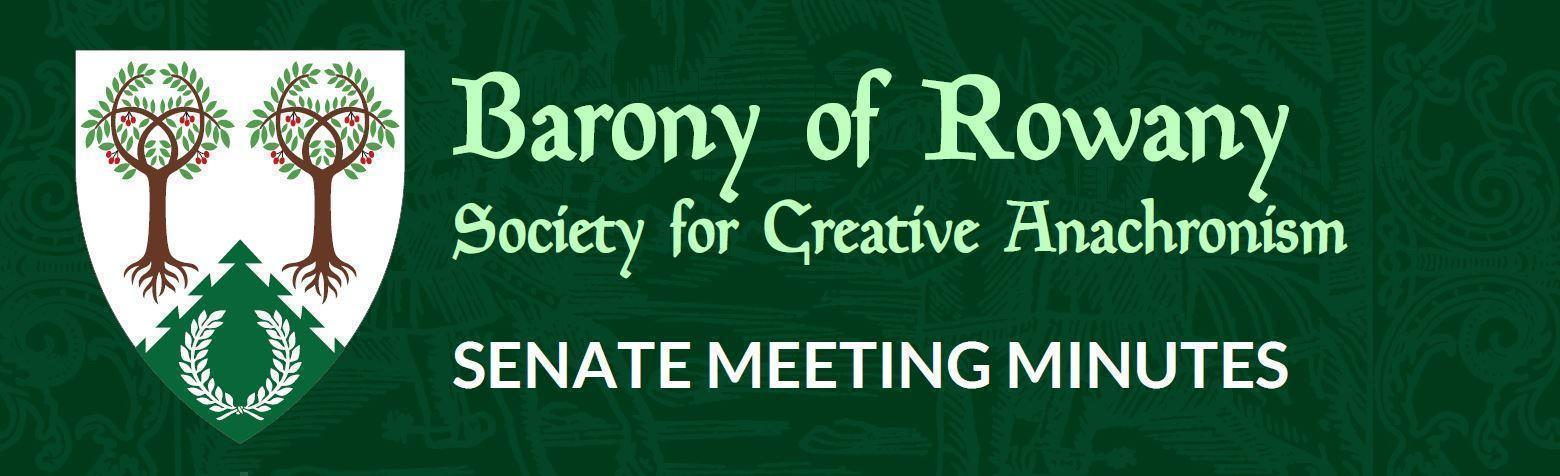 Barony of Rowany
Society for Creative Anachronism
SENATE MEETING MINUTES